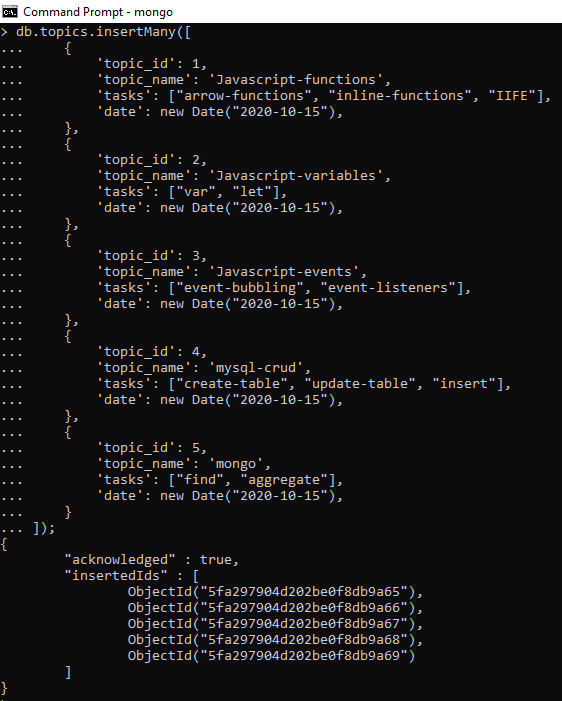 Command Prompt - mongo
> db.topics.insertMany([
...     {
...         'topic_id': 1,
...         'topic_name': 'Javascript-functions',
...         'tasks': ["arrow-functions", "inline-functions", "IIFE"],
...         'date': new Date("2020-10-15"),
...     },
...     {
...         'topic_id': 2,
...         'topic_name': 'Javascript-variables',
...         'tasks': ["var", "let"],
...         'date': new Date("2020-10-15"),
...     },
...     {
...         'topic_id': 3,
...         'topic_name': 'Javascript-events',
...         'tasks': ["event-bubbling", "event-listeners"],
...         'date': new Date("2020-10-15"),
...     },
...     {
...         'topic_id': 4,
...         'topic_name': 'mysql-crud',
...         'tasks': ["create-table", "update-table", "insert"],
...         'date': new Date("2020-10-15"),
...     },
...     {
...         'topic_id': 5,
...         'topic_name': 'mongo',
...         'tasks': ["find", "aggregate"],
...         'date': new Date("2020-10-15"),
...     }
... ]);
{
        "acknowledged" : true,
        "insertedIds" : [
                ObjectId("5fa297904d202be0f8db9a65"),
                ObjectId("5fa297904d202be0f8db9a66"),
                ObjectId("5fa297904d202be0f8db9a67"),
                ObjectId("5fa297904d202be0f8db9a68"),
                ObjectId("5fa297904d202be0f8db9a69")
        ]
}